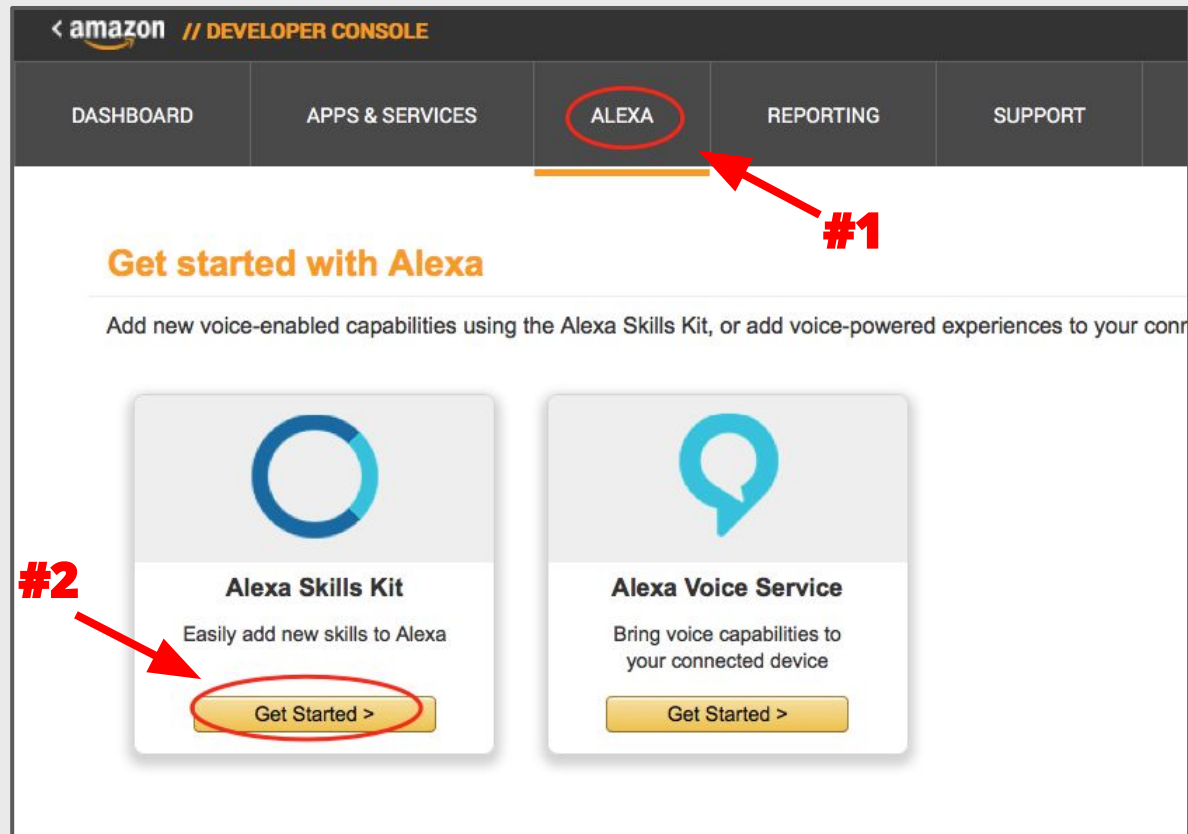 < amazon // DEVELOPER CONSOLE
DASHBOARD APPS & SERVICES ALEXA REPORTING SUPPORT
#1
Get started with Alexa
Add new voice-enabled capabilities using the Alexa Skills Kit, or add voice-powered experiences to your conn
#2
Alexa Skills Kit
Easily add new skills to Alexa
Get Started >
Alexa Voice Service
Bring voice capabilities to
your connected device
Get Started >